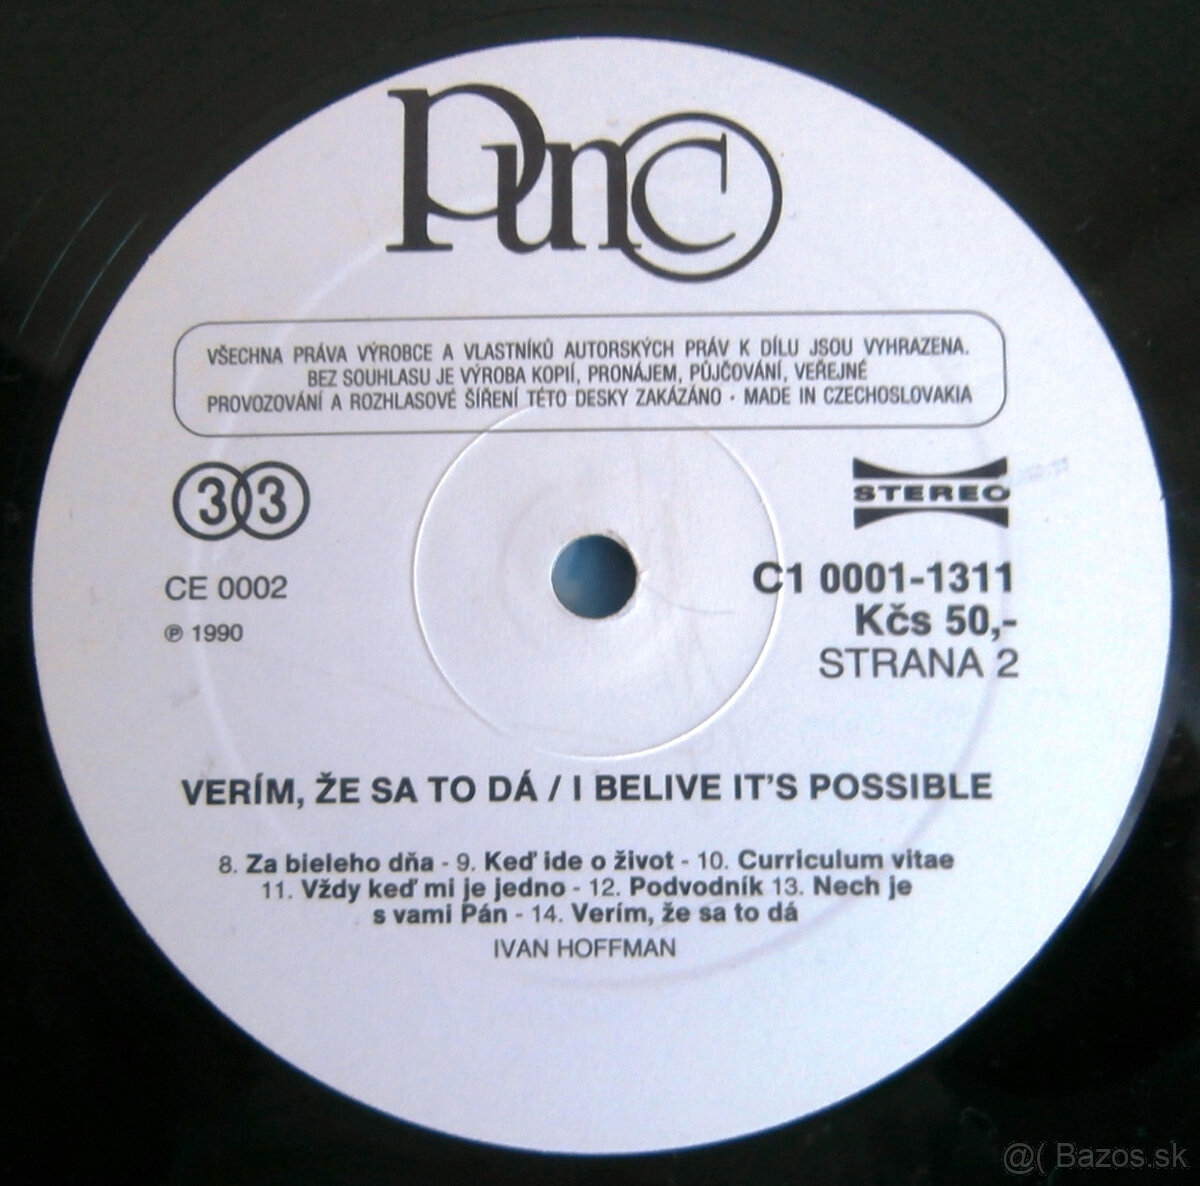 Punc
VŠECHNA PRÁVA VÝROBCE A VLASTNÍKŮ AUTORSKÝCH PRÁV K DÍLU JSOU VYHRAZENA.
BEZ SOUHLASU JE VÝROBA KOPIÍ, PRONÁJEM, PŮJČOVÁNÍ, VEŘEJNÉ
PROVOZOVÁNÍ A ROZHLASOVÉ ŠÍŘENÍ TÉTO DESKY ZAKÁZÁNO · MADE IN CZECHOSLOVAKIA
33
STEREO
CE 0002
℗ 1990
C1 0001-1311
Kčs 50,-
STRANA 2
VERÍM, ŽE SA TO DÁ / I BELIVE IT'S POSSIBLE
8. Za bieleho dňa - 9. Keď ide o život - 10. Curriculum vitae
11. Vždy keď mi je jedno - 12. Podvodník 13. Nech je
s vami Pán - 14. Verím, že sa to dá
IVAN HOFFMAN
@( Bazos.sk